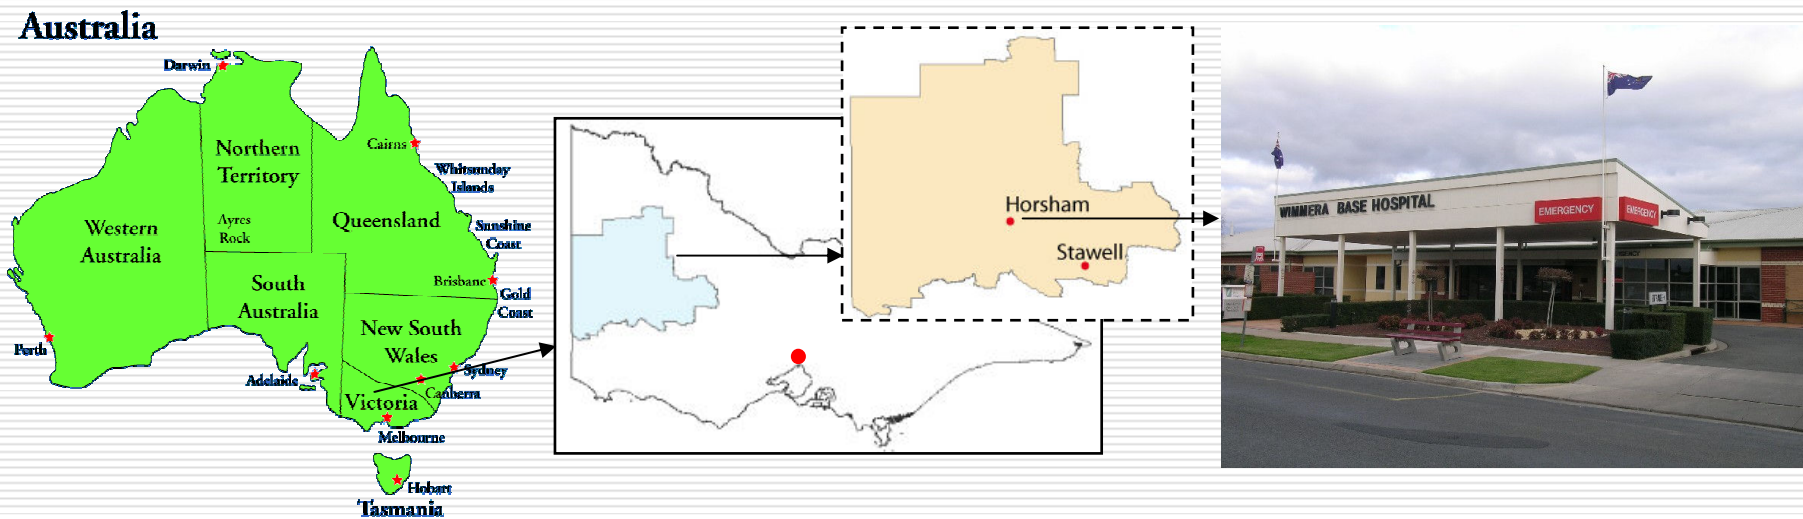 Australia
Darwin
Cairns
Whitsunday
Islands
Northern
Territory
Queensland
Ayres
Rock
Western
Australia
Sunshine
Coast
South
Australia
Brisbane
Gold
Coast
New South
Wales
Perth
Adelaide
Sydney
Canberra
Victoria
Melbourne
Hobart
Tasmania
Horsham
Stawell
WIMMERA BASE HOSPITAL
EMERGENCY
EMERGENCY